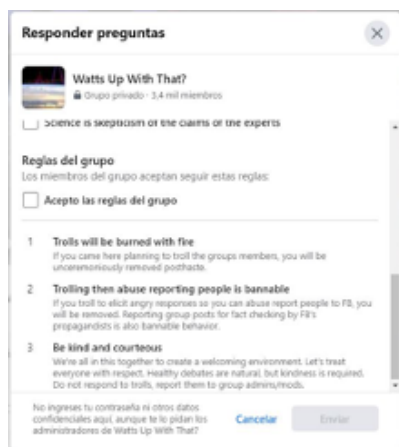 Responder preguntas
Watts Up With That?
Grupo privado · 3,4 mil miembros
Science is skepticism of the claims of the experts
Reglas del grupo
Los miembros del grupo aceptan seguir estas reglas:
Acepto las reglas del grupo
1 Trolls will be burned with fire
If you came here planning to troll the groups members, you will be
unceremoniously removed posthaste.
2 Trolling then abuse reporting people is bannable
If you troll to elicit angry responses so you can abuse report people to FB, you
will be removed. Reporting group posts for fact checking by FB's
propagandists is also bannable behavior.
3 Be kind and courteous
We're all in this together to create a welcoming environment. Let's treat
everyone with respect. Healthy debates are natural, but kindness is required.
Do not respond to trolls, report them to group admins/mods.
No ingreses tu contraseña ni otros datos
confidenciales aquí, aunque te lo pidan los
administradores de Watts Up With That?
Cancelar
Enviar